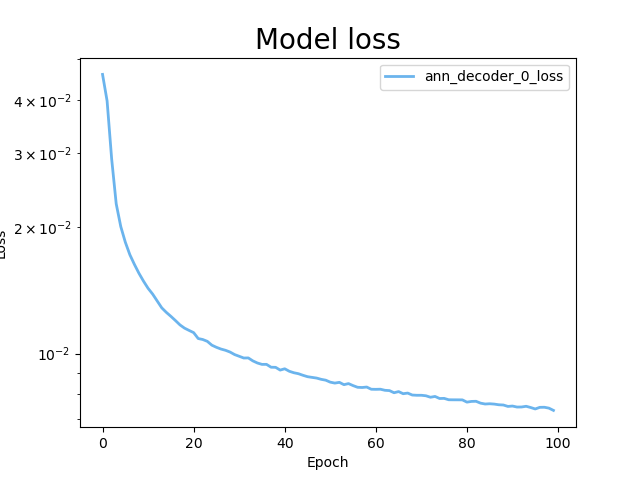 Model loss
ann_decoder_0_loss
4 × 10⁻²
3 × 10⁻²
2 × 10⁻²
10⁻²
Loss
0 20 40 60 80 100
Epoch